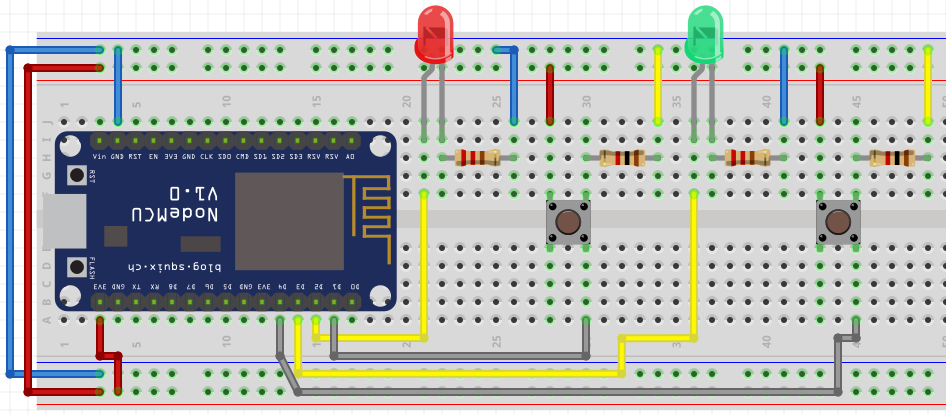 1 5 10 15 20 25 30 35 40 45
J
I
H
G
Vin GND RST EN 3V3 GND CLK SD0 CMD SD1 SD2 SD3 RSV RSV A0
RST
NodeMCU
V1.0
blog.squix.ch
FLASH
3V3 GND TX RX D8 D7 D6 D5 GND 3V3 D4 D3 D2 D1 D0
D
C
B
A
1 5 10 15 20 25 35 40 45